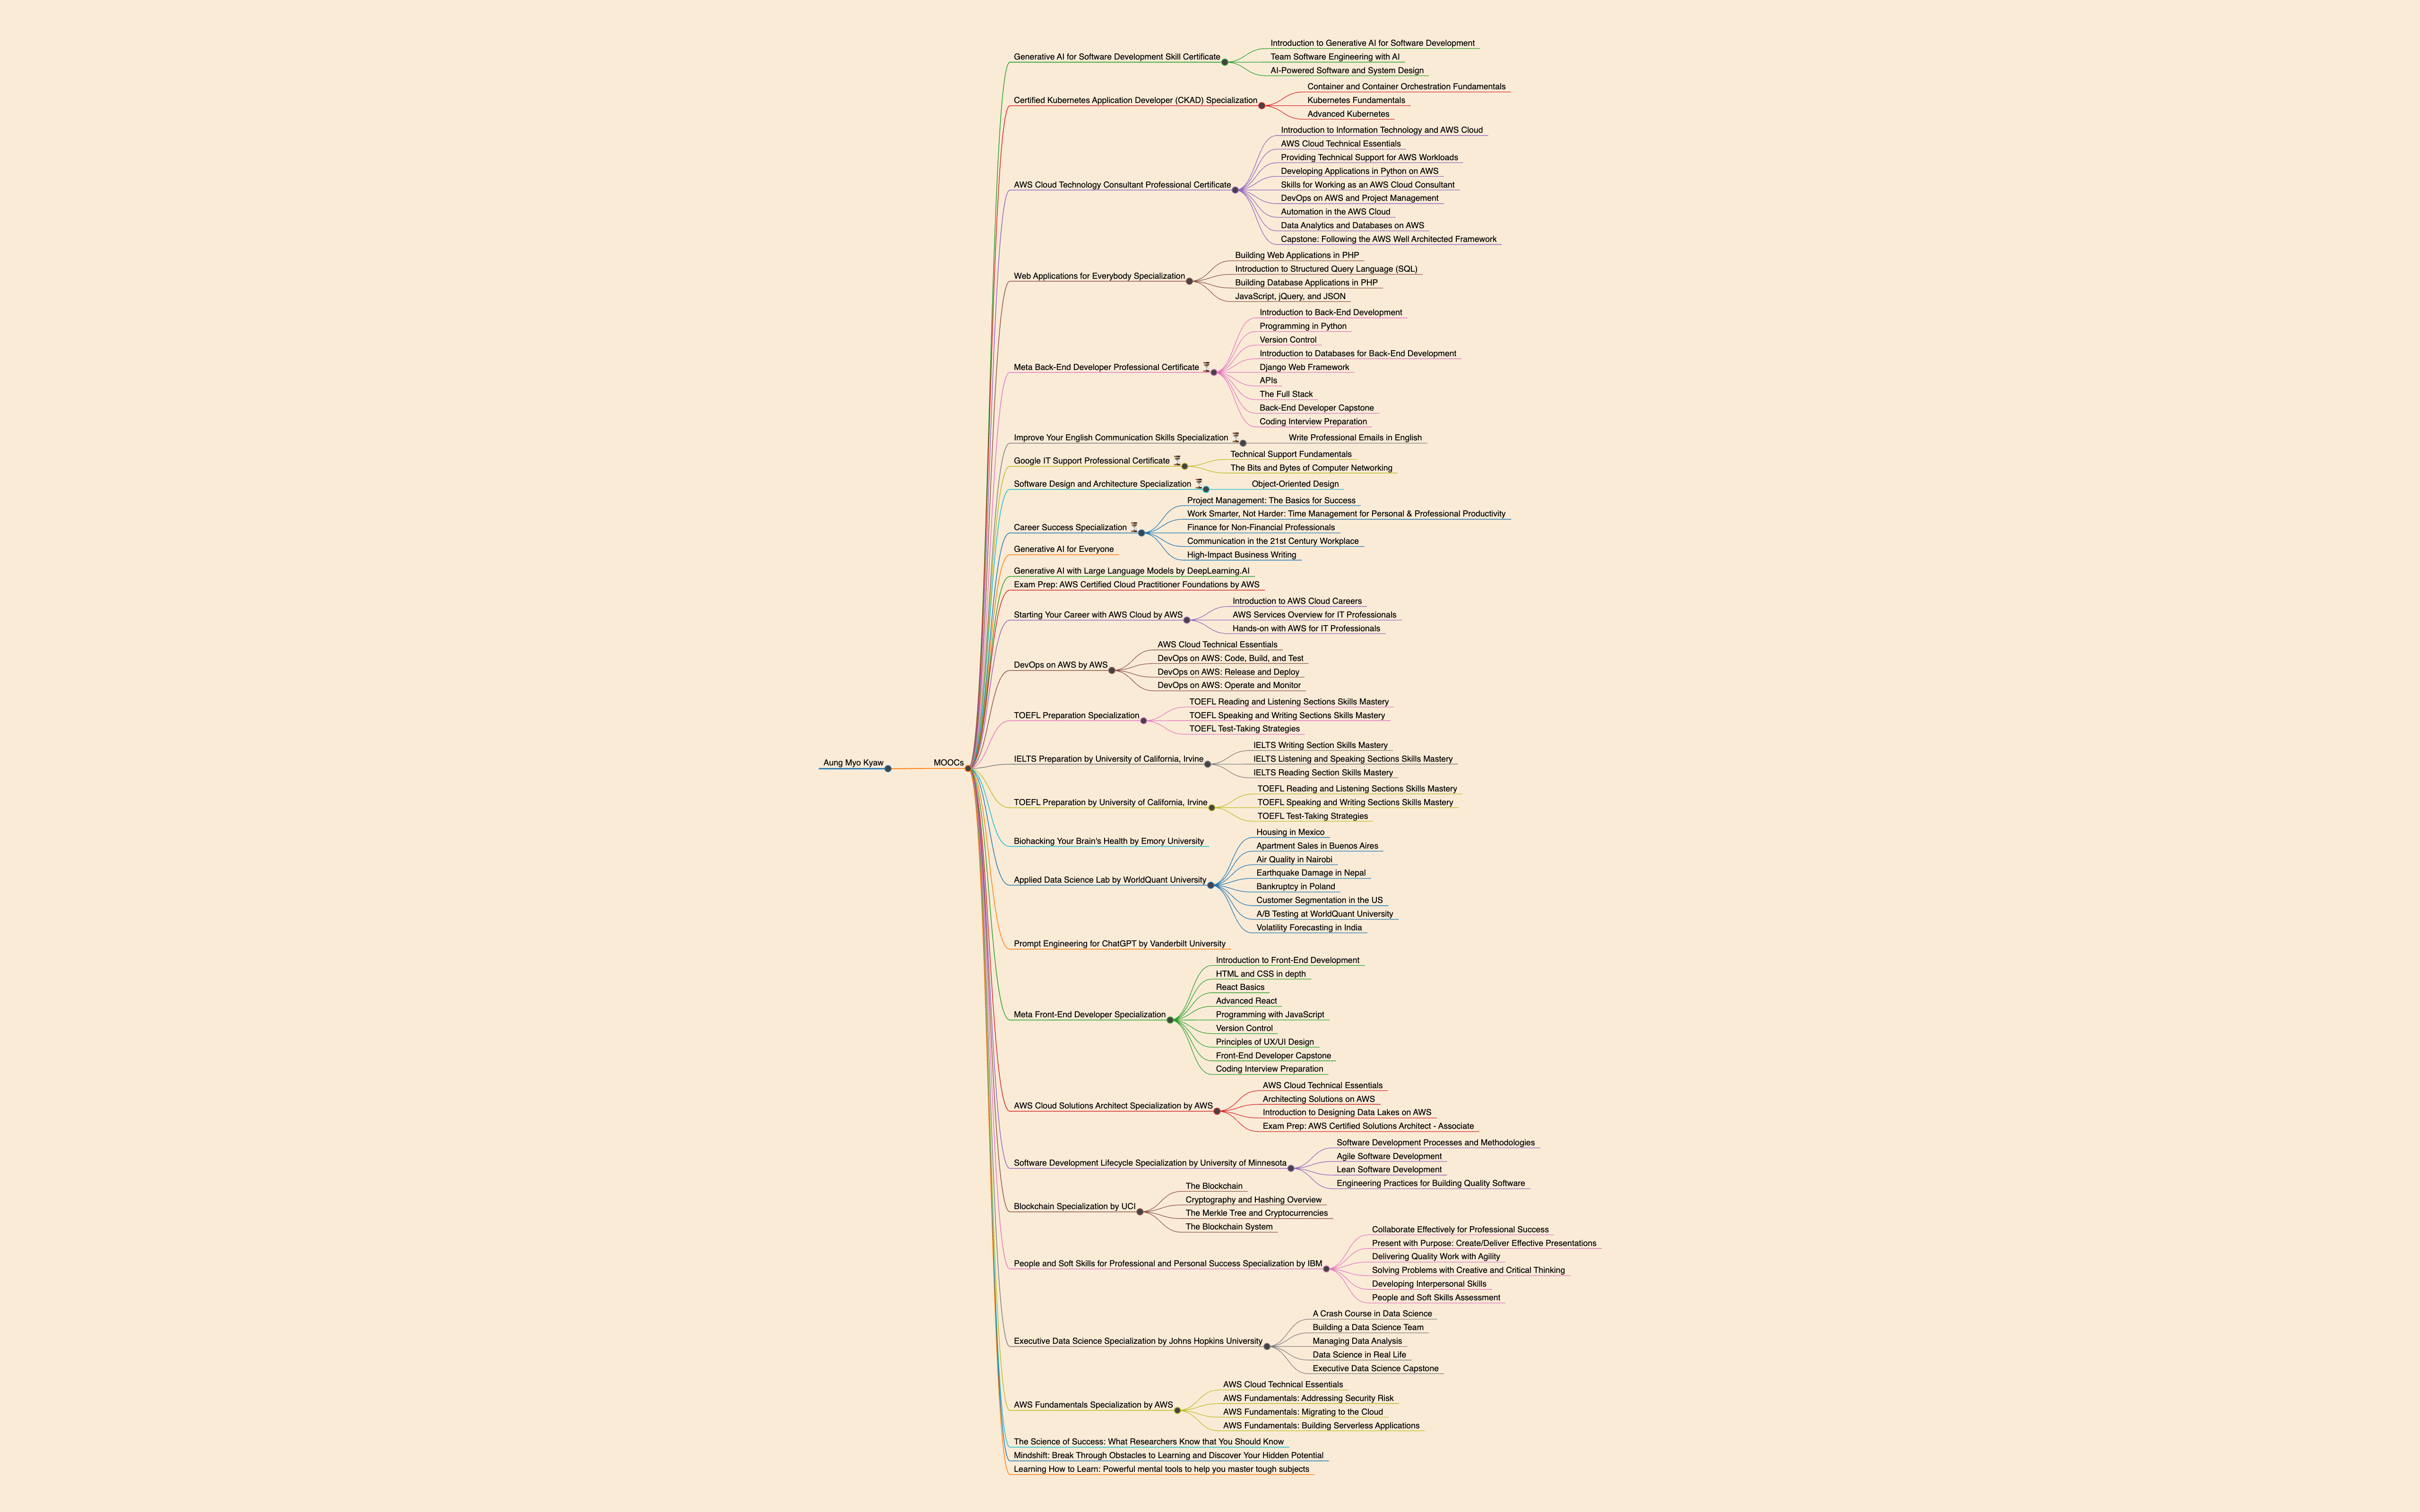 Aung Myo Kyaw
MOOCs
Generative AI for Software Development Skill Certificate
Introduction to Generative AI for Software Development
Team Software Engineering with AI
AI-Powered Software and System Design
Certified Kubernetes Application Developer (CKAD) Specialization
Container and Container Orchestration Fundamentals
Kubernetes Fundamentals
Advanced Kubernetes
AWS Cloud Technology Consultant Professional Certificate
Introduction to Information Technology and AWS Cloud
AWS Cloud Technical Essentials
Providing Technical Support for AWS Workloads
Developing Applications in Python on AWS
Skills for Working as an AWS Cloud Consultant
DevOps on AWS and Project Management
Automation in the AWS Cloud
Data Analytics and Databases on AWS
Capstone: Following the AWS Well Architected Framework
Web Applications for Everybody Specialization
Building Web Applications in PHP
Introduction to Structured Query Language (SQL)
Building Database Applications in PHP
JavaScript, jQuery, and JSON
Meta Back-End Developer Professional Certificate ⏳
Introduction to Back-End Development
Programming in Python
Version Control
Introduction to Databases for Back-End Development
Django Web Framework
APIs
The Full Stack
Back-End Developer Capstone
Coding Interview Preparation
Improve Your English Communication Skills Specialization ⏳
Write Professional Emails in English
Google IT Support Professional Certificate ⏳
Technical Support Fundamentals
The Bits and Bytes of Computer Networking
Software Design and Architecture Specialization ⏳
Object-Oriented Design
Career Success Specialization ⏳
Project Management: The Basics for Success
Work Smarter, Not Harder: Time Management for Personal & Professional Productivity
Finance for Non-Financial Professionals
Communication in the 21st Century Workplace
High-Impact Business Writing
Generative AI for Everyone
Generative AI with Large Language Models by DeepLearning.AI
Exam Prep: AWS Certified Cloud Practitioner Foundations by AWS
Starting Your Career with AWS Cloud by AWS
Introduction to AWS Cloud Careers
AWS Services Overview for IT Professionals
Hands-on with AWS for IT Professionals
DevOps on AWS by AWS
AWS Cloud Technical Essentials
DevOps on AWS: Code, Build, and Test
DevOps on AWS: Release and Deploy
DevOps on AWS: Operate and Monitor
TOEFL Preparation Specialization
TOEFL Reading and Listening Sections Skills Mastery
TOEFL Speaking and Writing Sections Skills Mastery
TOEFL Test-Taking Strategies
IELTS Preparation by University of California, Irvine
IELTS Writing Section Skills Mastery
IELTS Listening and Speaking Sections Skills Mastery
IELTS Reading Section Skills Mastery
TOEFL Preparation by University of California, Irvine
TOEFL Reading and Listening Sections Skills Mastery
TOEFL Speaking and Writing Sections Skills Mastery
TOEFL Test-Taking Strategies
Biohacking Your Brain's Health by Emory University
Applied Data Science Lab by WorldQuant University
Housing in Mexico
Apartment Sales in Buenos Aires
Air Quality in Nairobi
Earthquake Damage in Nepal
Bankruptcy in Poland
Customer Segmentation in the US
A/B Testing at WorldQuant University
Volatility Forecasting in India
Prompt Engineering for ChatGPT by Vanderbilt University
Meta Front-End Developer Specialization
Introduction to Front-End Development
HTML and CSS in depth
React Basics
Advanced React
Programming with JavaScript
Version Control
Principles of UX/UI Design
Front-End Developer Capstone
Coding Interview Preparation
AWS Cloud Solutions Architect Specialization by AWS
AWS Cloud Technical Essentials
Architecting Solutions on AWS
Introduction to Designing Data Lakes on AWS
Exam Prep: AWS Certified Solutions Architect - Associate
Software Development Lifecycle Specialization by University of Minnesota
Software Development Processes and Methodologies
Agile Software Development
Lean Software Development
Engineering Practices for Building Quality Software
Blockchain Specialization by UCI
The Blockchain
Cryptography and Hashing Overview
The Merkle Tree and Cryptocurrencies
The Blockchain System
People and Soft Skills for Professional and Personal Success Specialization by IBM
Collaborate Effectively for Professional Success
Present with Purpose: Create/Deliver Effective Presentations
Delivering Quality Work with Agility
Solving Problems with Creative and Critical Thinking
Developing Interpersonal Skills
People and Soft Skills Assessment
Executive Data Science Specialization by Johns Hopkins University
A Crash Course in Data Science
Building a Data Science Team
Managing Data Analysis
Data Science in Real Life
Executive Data Science Capstone
AWS Fundamentals Specialization by AWS
AWS Cloud Technical Essentials
AWS Fundamentals: Addressing Security Risk
AWS Fundamentals: Migrating to the Cloud
AWS Fundamentals: Building Serverless Applications
The Science of Success: What Researchers Know that You Should Know
Mindshift: Break Through Obstacles to Learning and Discover Your Hidden Potential
Learning How to Learn: Powerful mental tools to help you master tough subjects